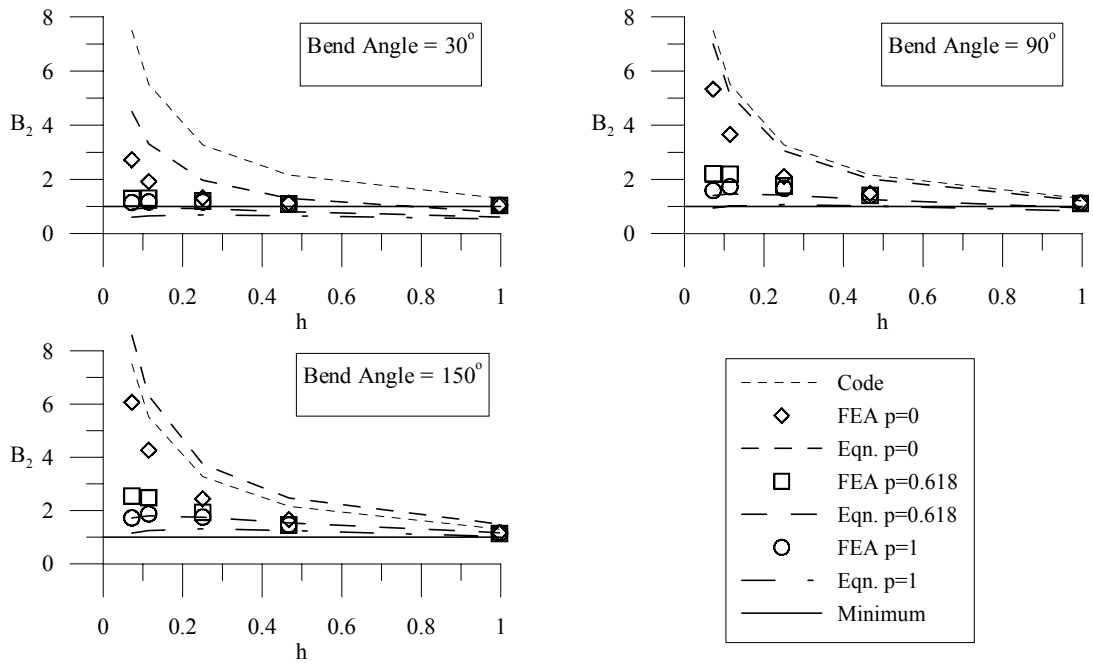 8
6
4
2
0
B2
0
0.2
0.4
0.6
0.8
1
h
Bend Angle = 30°
8
6
4
2
0
B2
0
0.2
0.4
0.6
0.8
1
h
Bend Angle = 90°
8
6
4
2
0
B2
0
0.2
0.4
0.6
0.8
1
h
Bend Angle = 150°
Code
FEA p=0
Eqn. p=0
FEA p=0.618
Eqn. p=0.618
FEA p=1
Eqn. p=1
Minimum